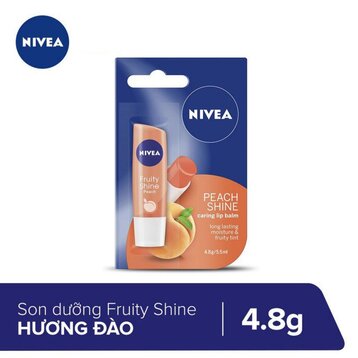 NIVEA
NIVEA
NIVEA
Fruity
Shine
Peach
PEACH
SHINE
caring lip balm
long lasting
moisture &
fruity tint
4.8g/5.5ml
Son dưỡng Fruity Shine
HƯƠNG ĐÀO
4.8g